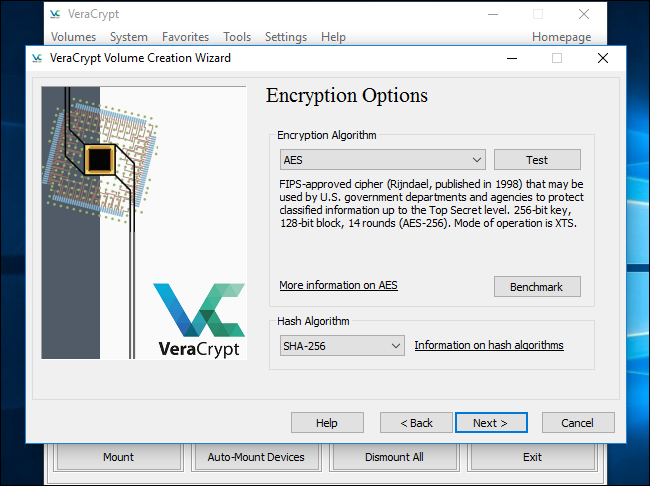 VeraCrypt
Volumes System Favorites Tools Settings Help Homepage
VeraCrypt Volume Creation Wizard
Encryption Options
Encryption Algorithm
AES Test
FIPS-approved cipher (Rijndael, published in 1998) that may be
used by U.S. government departments and agencies to protect
classified information up to the Top Secret level. 256-bit key,
128-bit block, 14 rounds (AES-256). Mode of operation is XTS.
More information on AES Benchmark
Hash Algorithm
SHA-256 Information on hash algorithms
VeraCrypt
Help < Back Next > Cancel
Mount Auto-Mount Devices Dismount All Exit